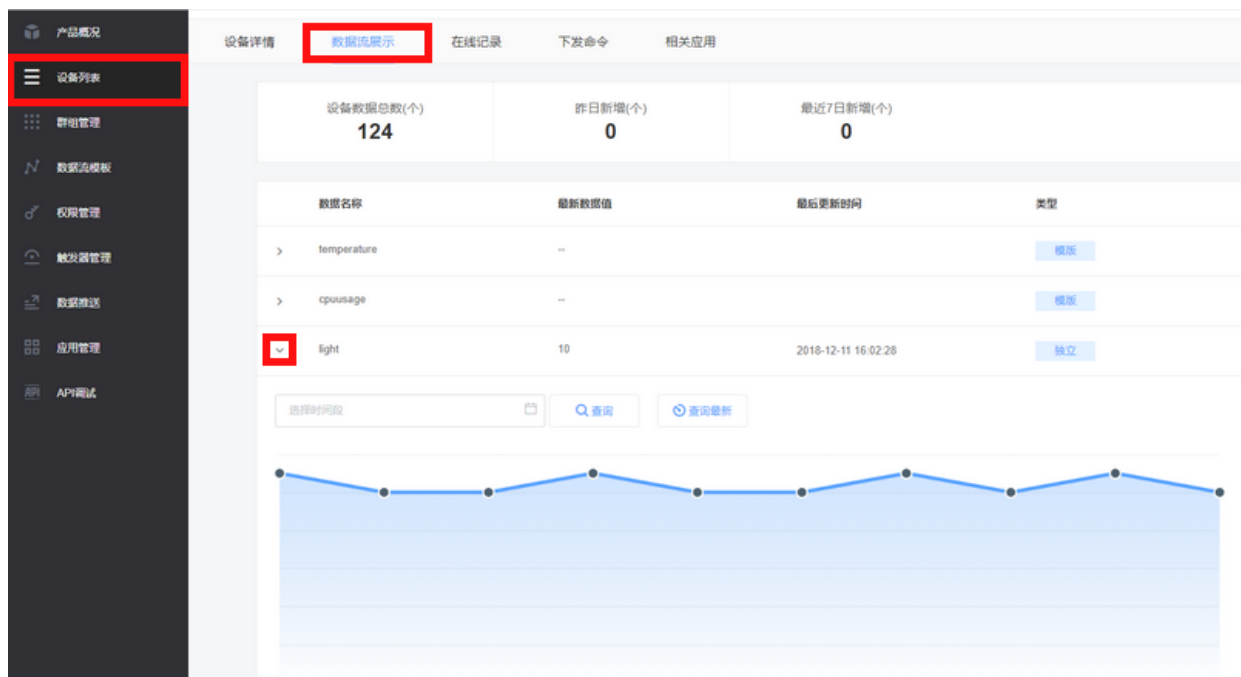 产品概况
设备列表
群组管理
数据流模板
权限管理
触发器管理
数据推送
应用管理
API
API调试
设备详情 数据流展示 在线记录 下发命令 相关应用
设备数据总数(个) 昨日新增(个) 最近7日新增(个)
124 0 0
数据名称 最新数据值 最后更新时间 类型
temperature -- 模版
cpuusage -- 模版
light 10 2018-12-11 16:02:28 独立
选择时间段 查询 查询最新